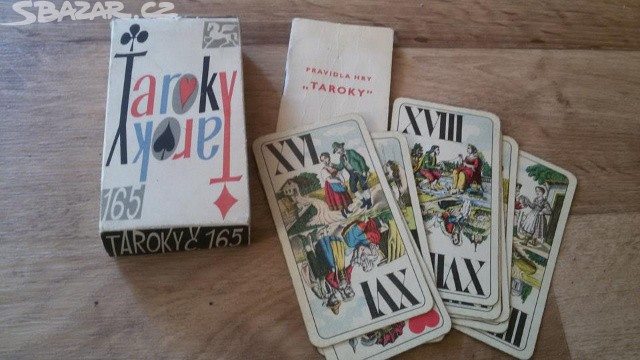 SBAZAR.CZ
Taroky
Taroky
165
TAROKY Č 165
PRAVIDLA HRY
„TAROKY"
XVI
XVI
XVIII
XVIII